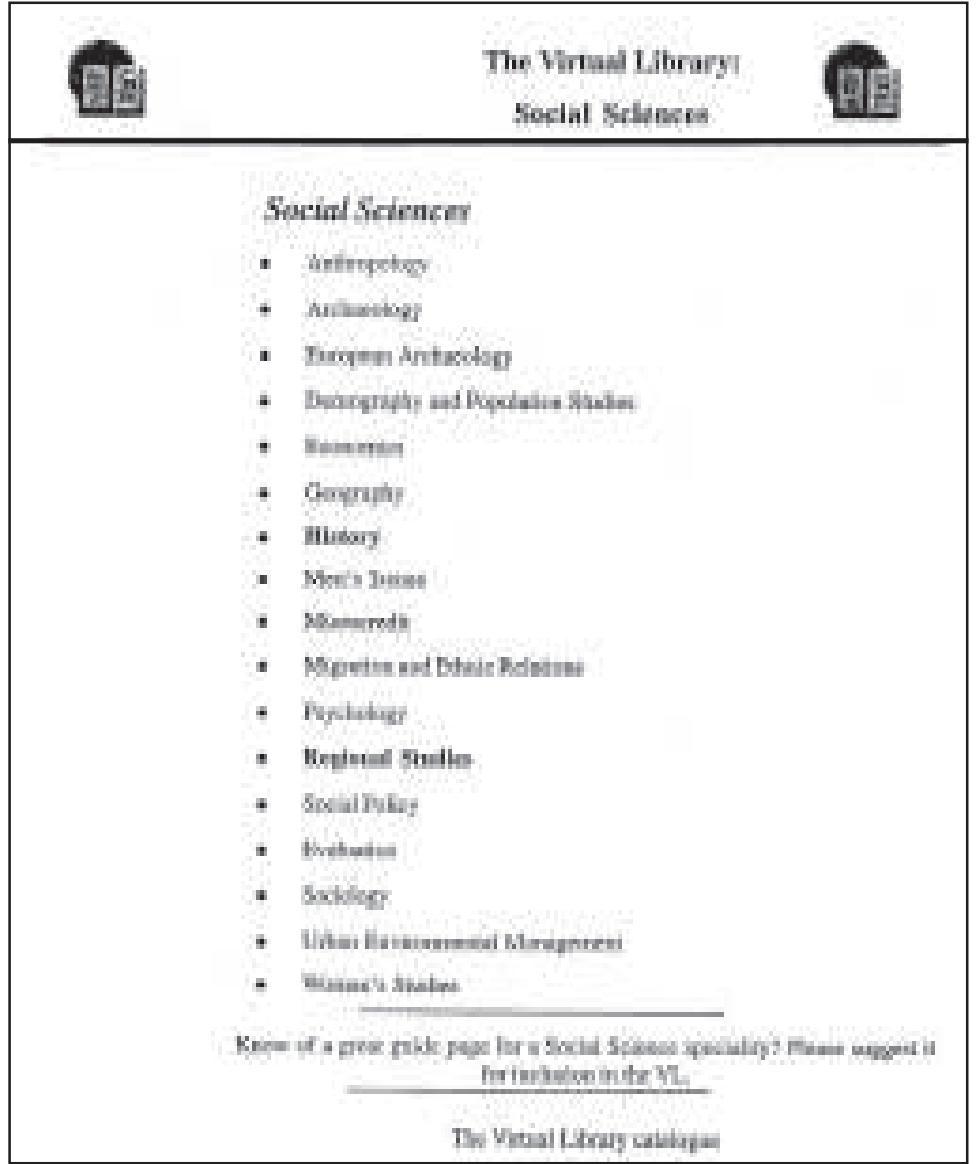 The Virtual Library:
Social Sciences
Social Sciences
• Anthropology
• Archaeology
• European Archaeology
• Demography and Population Studies
• Economics
• Geography
• History
• Men's Issues
• Microcredit
• Migration and Ethnic Relations
• Psychology
• Regional Studies
• Social Policy
• Evaluation
• Sociology
• Urban Environmental Management
• Women's Studies
Know of a great guide page for a Social Science speciality? Please suggest it
for inclusion in the VL.
The Virtual Library catalogue